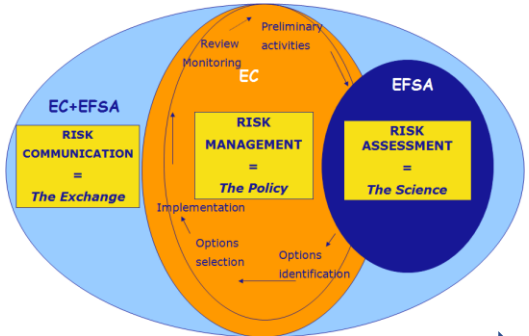 Preliminary
activities
Review
Monitoring
EC
EFSA
EC+EFSA
RISK
COMMUNICATION
=
The Exchange
RISK
MANAGEMENT
=
The Policy
RISK
ASSESSMENT
=
The Science
Implementation
Options
selection
Options
identification